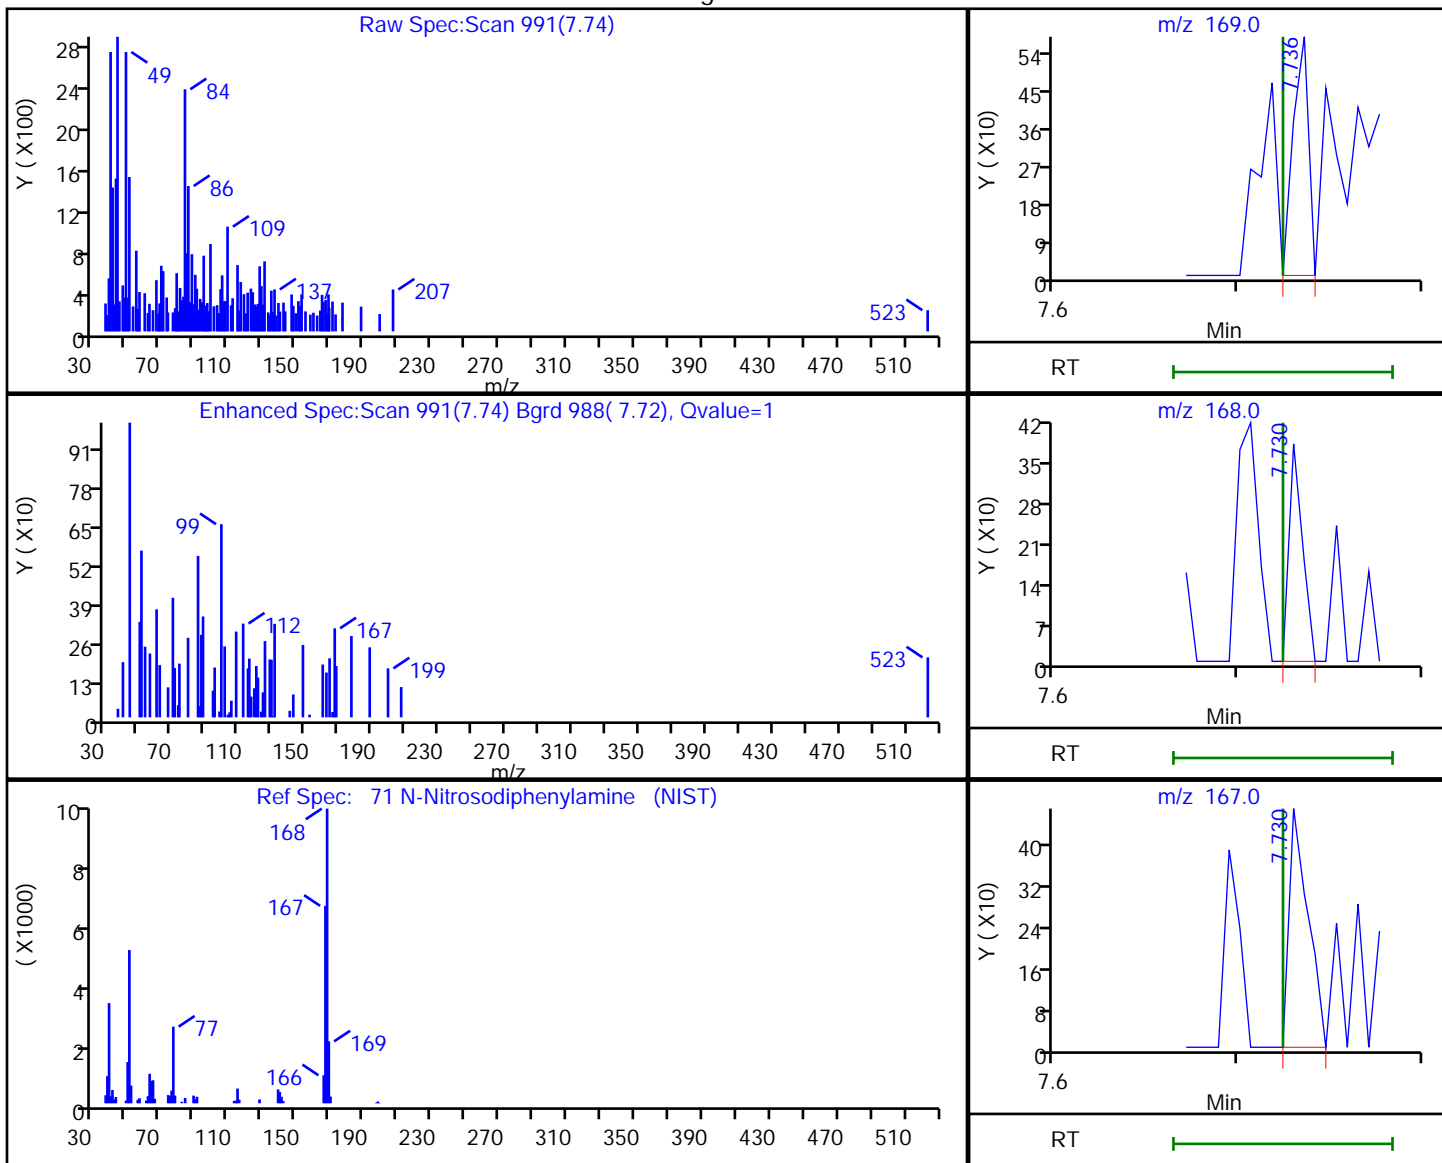 Raw Spec:Scan 991(7.74)
Y ( X100)
28
24
20
16
12
8
4
0
49
84
86
109
137
207
523
30 70 110 150 190 230 270 310 350 390 430 470 510
m/z
m/z 169.0
Y ( X10)
54
45
36
27
18
9
0
7.736
7.6
Min
RT
Enhanced Spec:Scan 991(7.74) Bgrd 988( 7.72), Qvalue=1
Y ( X10)
91
78
65
52
39
26
13
0
99
112
167
199
523
30 70 110 150 190 230 270 310 350 390 430 470 510
m/z
m/z 168.0
Y ( X10)
42
35
28
21
14
7
0
7.730
7.6
Min
RT
Ref Spec: 71 N-Nitrosodiphenylamine (NIST)
( X1000)
10
8
6
4
2
0
168
167
77
169
166
30 70 110 150 190 230 270 310 350 390 430 470 510
m/z 167.0
Y ( X10)
40
32
24
16
8
0
7.730
7.6
Min
RT